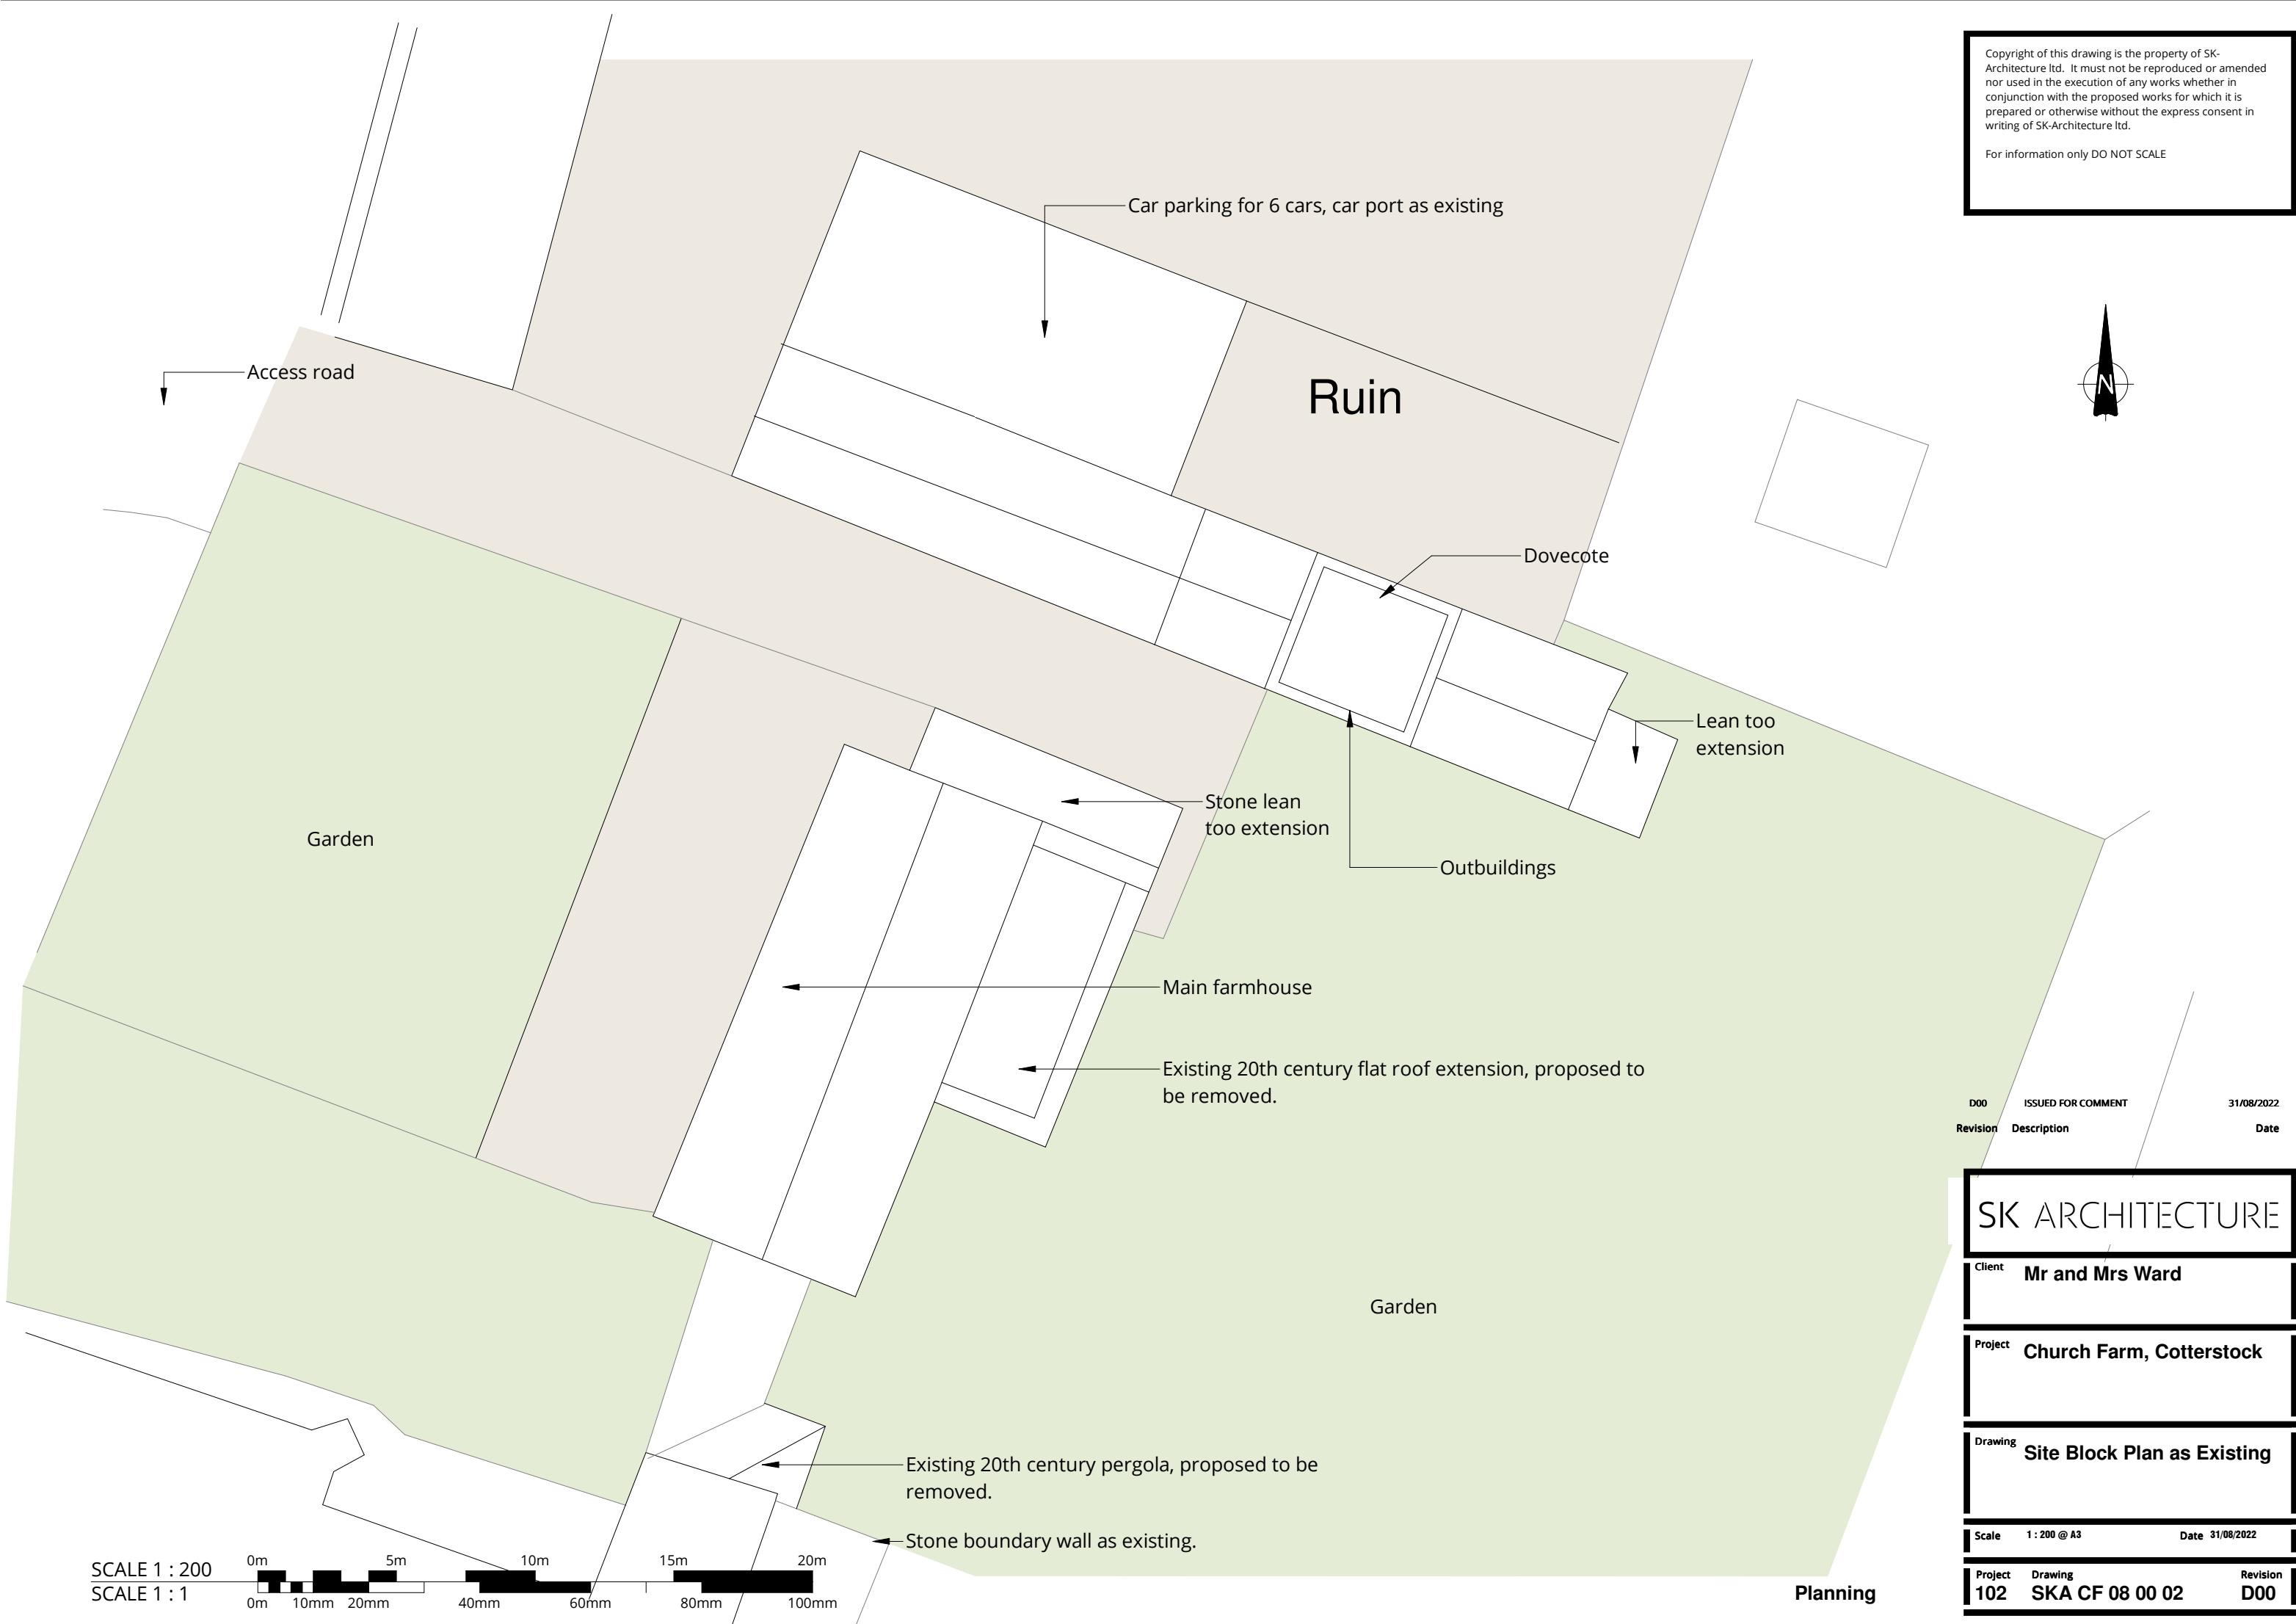 Copyright of this drawing is the property of SK-
Architecture ltd. It must not be reproduced or amended
nor used in the execution of any works whether in
conjunction with the proposed works for which it is
prepared or otherwise without the express consent in
writing of SK-Architecture ltd.
For information only DO NOT SCALE
Car parking for 6 cars, car port as existing
Access road
Ruin
N
Dovecote
Lean too
extension
Stone lean
too extension
Garden
Outbuildings
Main farmhouse
Existing 20th century flat roof extension, proposed to
be removed.
D00 ISSUED FOR COMMENT 31/08/2022
Revision Description Date
SK ARCHITECTURE
Client Mr and Mrs Ward
Garden
Project Church Farm, Cotterstock
Drawing Site Block Plan as Existing
Existing 20th century pergola, proposed to be
removed.
Stone boundary wall as existing.
Scale 1 : 200 @ A3 Date 31/08/2022
0m 5m 10m 15m 20m
SCALE 1 : 200
SCALE 1 : 1
0m 10mm 20mm 40mm 60mm 80mm 100mm
Planning
Project Drawing Revision
102 SKA CF 08 00 02 D00